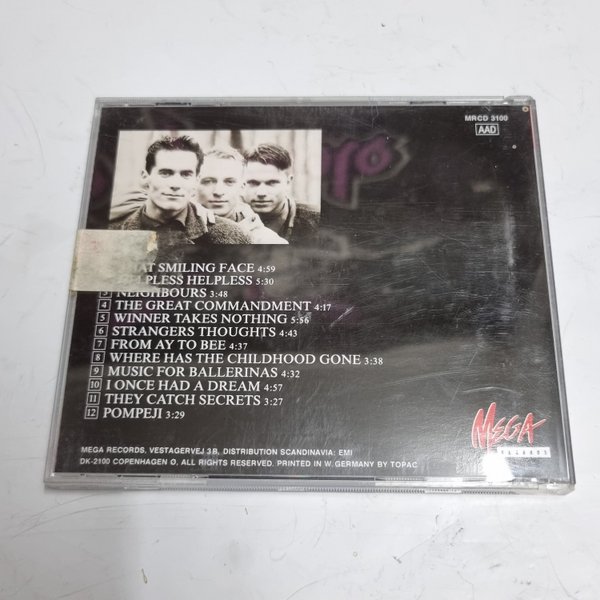 MRCD 3100
AAD
AT SMILING FACE 4:59
HELPLESS 5:30
3 NEIGHBOURS 3:48
4 THE GREAT COMMANDMENT 4:17
5 WINNER TAKES NOTHING 5:56
6 STRANGERS THOUGHTS 4:43
7 FROM AY TO BEE 4:37
8 WHERE HAS THE CHILDHOOD GONE 3:38
9 MUSIC FOR BALLERINAS 4:32
10 I ONCE HAD A DREAM 4:57
11 THEY CATCH SECRETS 3:27
12 POMPEJI 3:29
MEGA
RECORDS
MEGA RECORDS. VESTAGERVEJ 3B, DISTRIBUTION SCANDINAVIA: EMI
DK-2100 COPENHAGEN Ø, ALL RIGHTS RESERVED. PRINTED IN W. GERMANY BY TOPAC